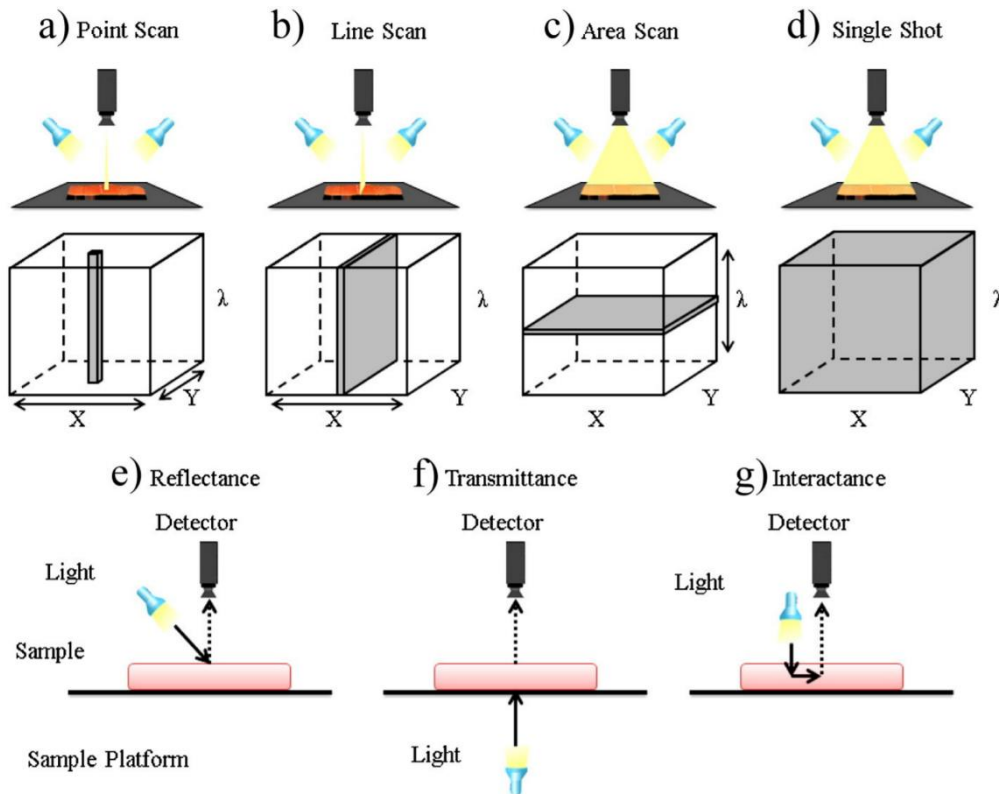 a) Point Scan
b) Line Scan
c) Area Scan
d) Single Shot
λ
X
Y
λ
X
Y
λ
X
Y
λ
X
Y
e) Reflectance
Detector
Light
Sample
Sample Platform
f) Transmittance
Detector
Light
g) Interactance
Detector
Light